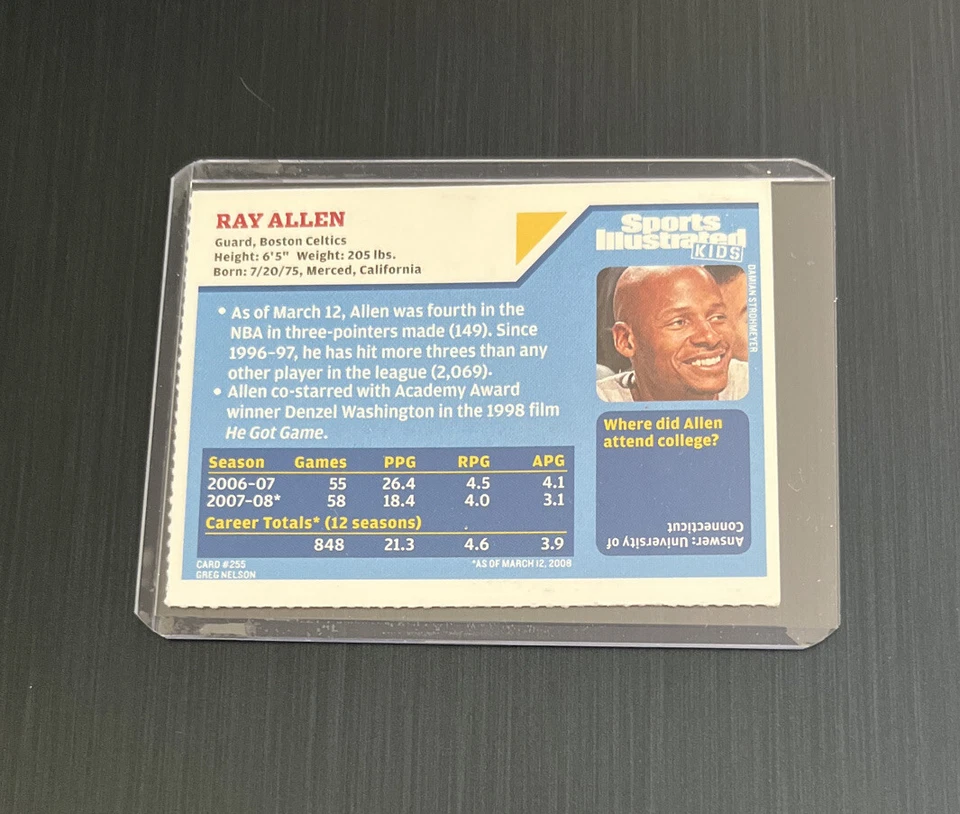 RAY ALLEN
Guard, Boston Celtics
Height: 6'5" Weight: 205 lbs.
Born: 7/20/75, Merced, California
Sports
Illustrated
KIDS
DAMIAN STROHMEYER
• As of March 12, Allen was fourth in the
NBA in three-pointers made (149). Since
1996–97, he has hit more threes than any
other player in the league (2,069).
• Allen co-starred with Academy Award
winner Denzel Washington in the 1998 film
He Got Game.
Season Games PPG RPG APG
2006-07 55 26.4 4.5 4.1
2007-08* 58 18.4 4.0 3.1
Career Totals* (12 seasons)
848 21.3 4.6 3.9
CARD #255
GREG NELSON
*AS OF MARCH 12, 2008
Where did Allen
attend college?
Answer: University of
Connecticut